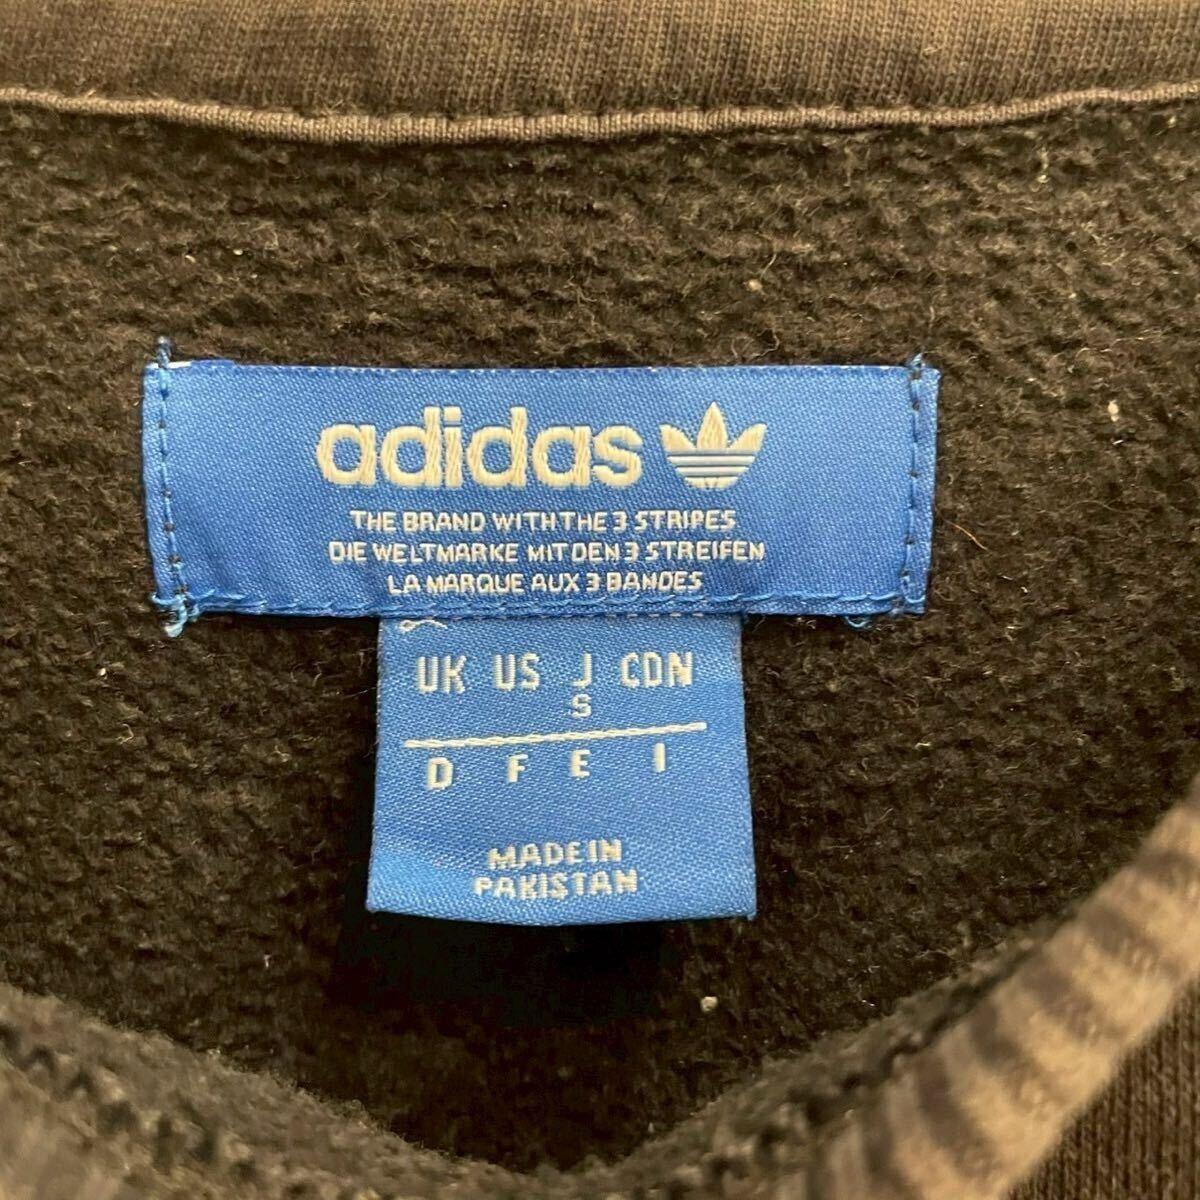 adidas
THE BRAND WITH THE 3 STRIPES
DIE WELTMARKE MIT DEN 3 STREIFEN
LA MARQUE AUX 3 BANDES
UK US J CDN
S
D F E I
MADE IN
PAKISTAN